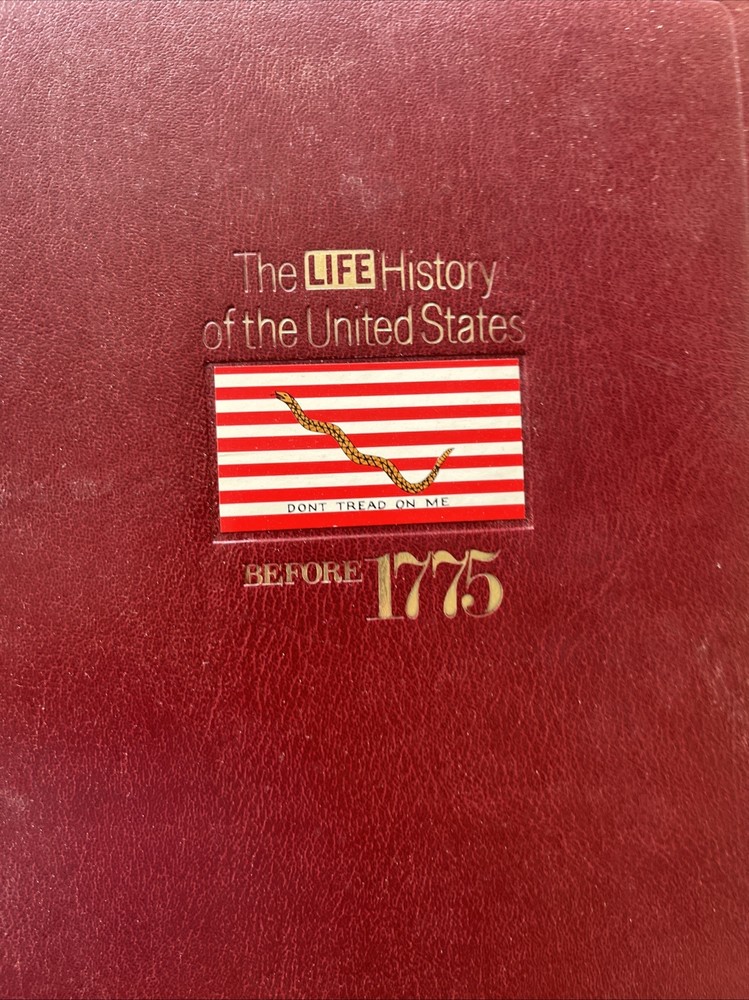 The LIFE History
of the United States
DONT TREAD ON ME
BEFORE 1775